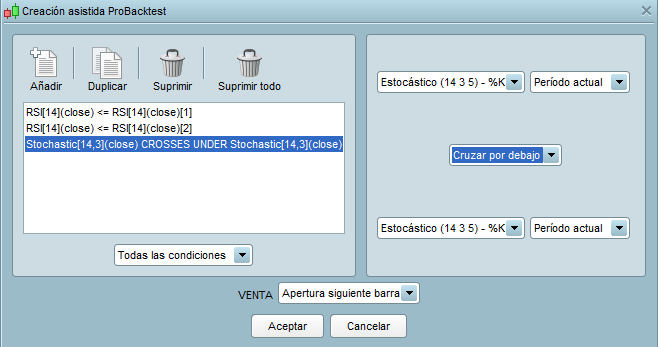 Creación asistida ProBacktest
Añadir Duplicar Suprimir Suprimir todo
RSI[14](close) <= RSI[14](close)[1]
RSI[14](close) <= RSI[14](close)[2]
Stochastic[14,3](close) CROSSES UNDER Stochastic[14,3](close)
Todas las condiciones
Estocástico (14 3 5) - %K Período actual
Cruzar por debajo
Estocástico (14 3 5) - %K Período actual
VENTA Apertura siguiente barra
Aceptar Cancelar